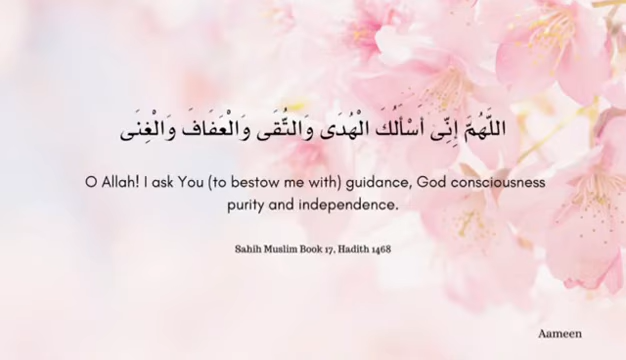 اللَّهُمَّ إِنِّى أَسْأَلُكَ الْهُدَى وَالتُّقَى وَالْعَفَافَ وَالْغِنَى
O Allah! I ask You (to bestow me with) guidance, God consciousness
purity and independence.
Sahih Muslim Book 17, Hadith 1468
Aameen